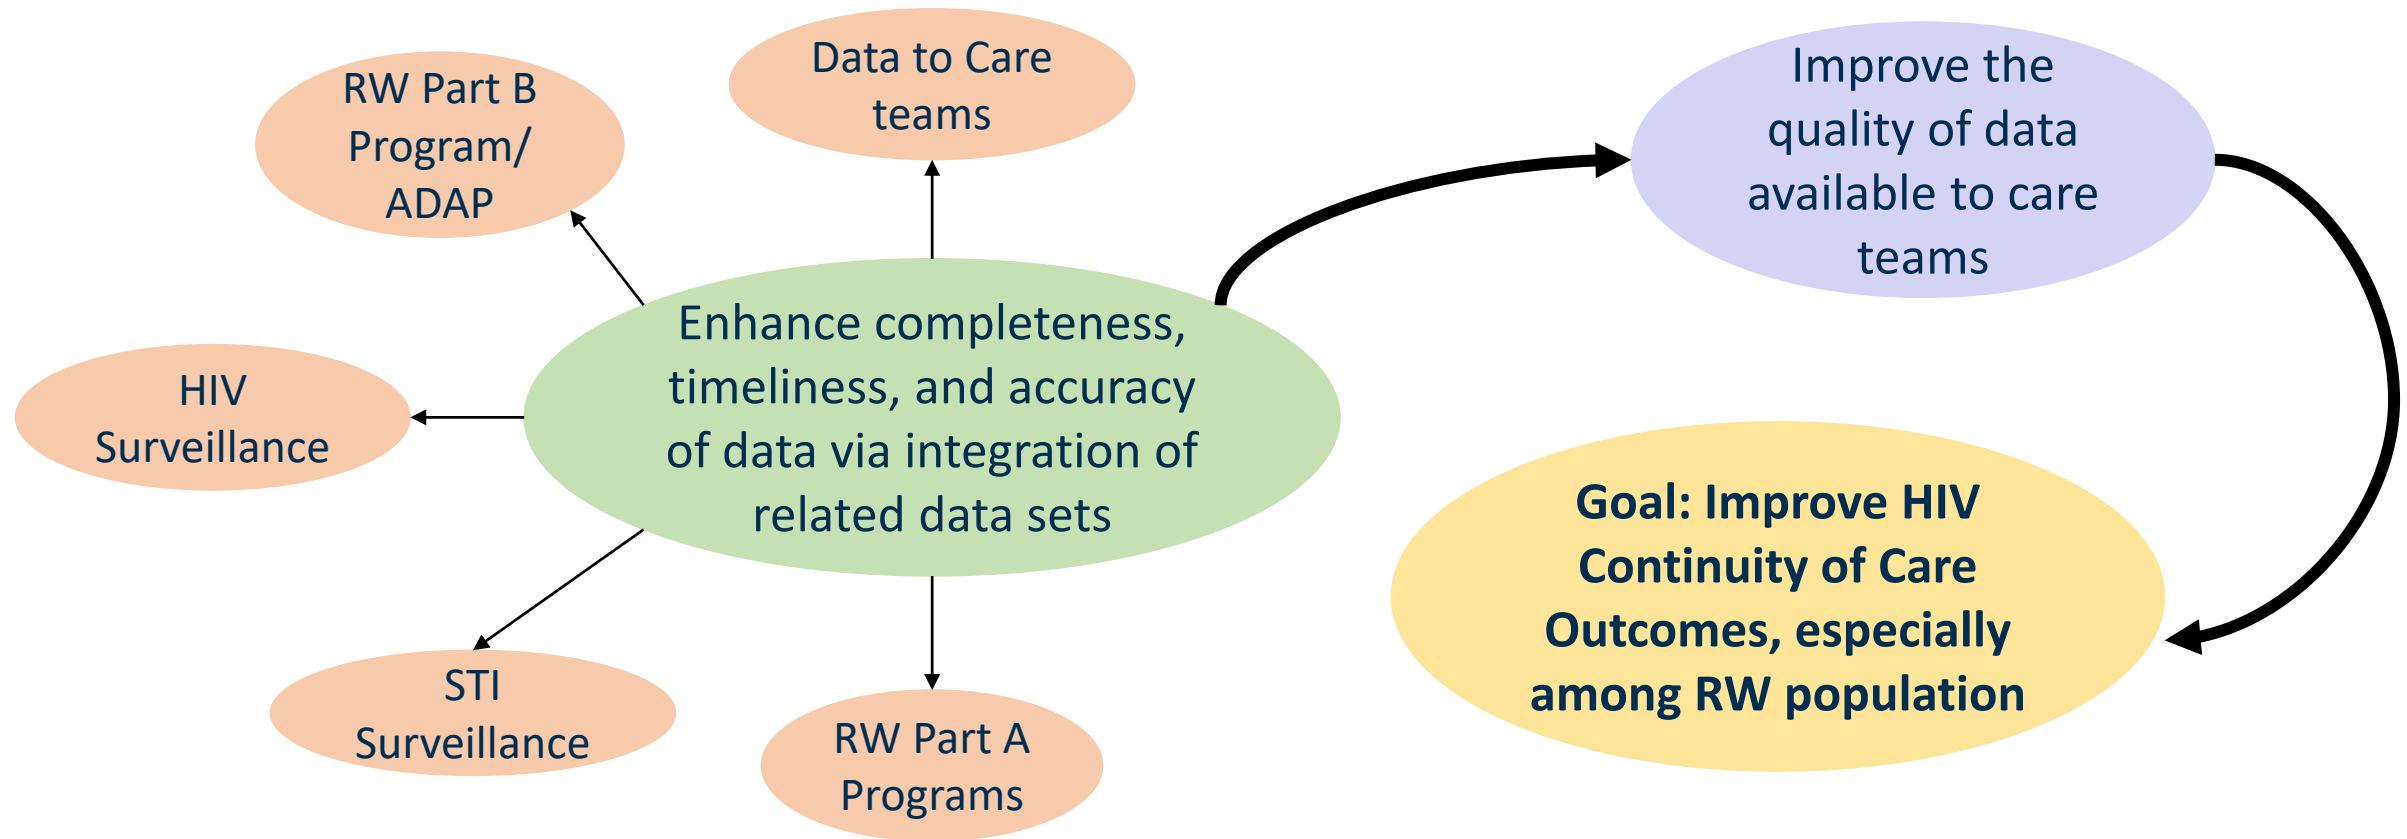 Data to Care
teams
RW Part B
Program/
ADAP
HIV
Surveillance
STI
Surveillance
RW Part A
Programs
Enhance completeness,
timeliness, and accuracy
of data via integration of
related data sets
Improve the
quality of data
available to care
teams
Goal: Improve HIV
Continuity of Care
Outcomes, especially
among RW population